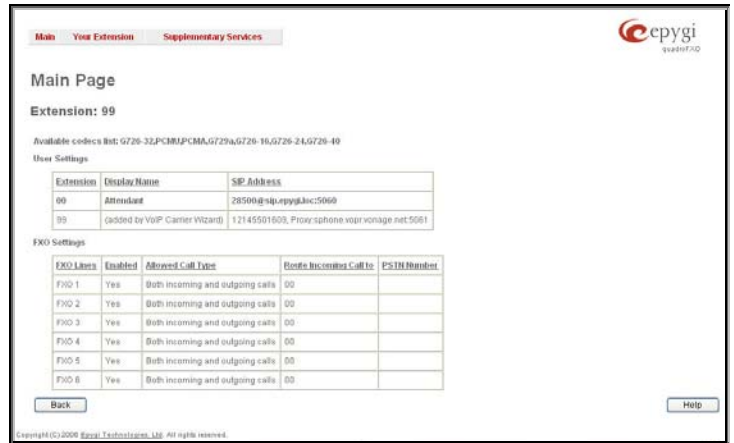 Main Your Extension Supplementary Services
epygi
quadroFXO
Main Page
Extension: 99
Available codecs list: G726-32,PCMU,PCMA,G729a,G726-16,G726-24,G726-40
User Settings
Extension Display Name SIP Address
00 Attendant 28500@sip.epygi.loc:5060
99 (added by VoIP Carrier Wizard) 12145501609, Proxy:sphone.vopr.vonage.net:5061
FXO Settings
FXO Lines Enabled Allowed Call Type Route Incoming Call to PSTN Number
FXO 1 Yes Both incoming and outgoing calls 00
FXO 2 Yes Both incoming and outgoing calls 00
FXO 3 Yes Both incoming and outgoing calls 00
FXO 4 Yes Both incoming and outgoing calls 00
FXO 5 Yes Both incoming and outgoing calls 00
FXO 6 Yes Both incoming and outgoing calls 00
Back Help
Copyright (C) 2006 Epygi Technologies, Ltd. All rights reserved.